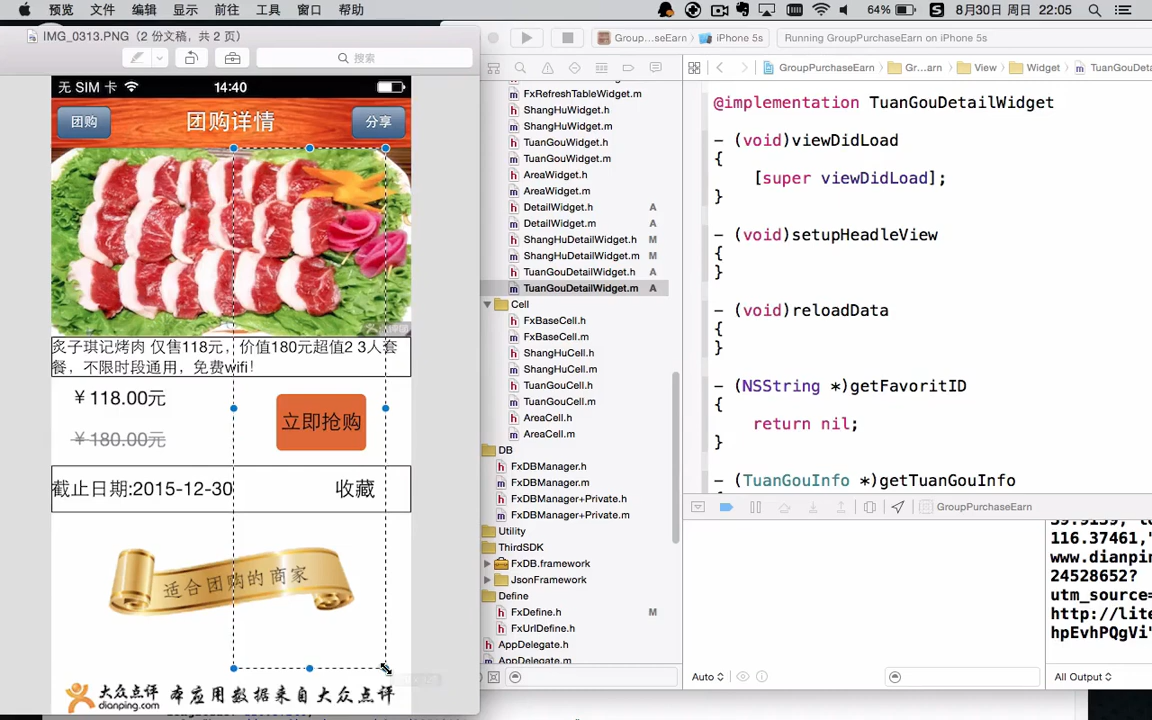 预览 文件 编辑 显示 前往 工具 窗口 帮助
64% 8月30日 周日 22:05
IMG_0313.PNG (2 份文稿，共 2 页)
搜索
无 SIM 卡 14:40
团购 团购详情 分享
炙子琪记烤肉 仅售118元，价值180元超值2 3人套
餐，不限时段通用，免费wifi！
￥118.00元
立即抢购
￥180.00元
截止日期:2015-12-30 收藏
适合团购的商家
大众点评
dianping.com
本应用数据来自大众点评
Group...seEarn iPhone 5s
Running GroupPurchaseEarn on iPhone 5s
GroupPurchaseEarn Gr...arn View Widget TuanGouDeta
FxRefreshTableWidget.m
ShangHuWidget.h
ShangHuWidget.m
TuanGouWidget.h
TuanGouWidget.m
AreaWidget.h
AreaWidget.m
DetailWidget.h A
DetailWidget.m A
ShangHuDetailWidget.h M
ShangHuDetailWidget.m M
TuanGouDetailWidget.h A
TuanGouDetailWidget.m A
Cell
FxBaseCell.h
FxBaseCell.m
ShangHuCell.h
ShangHuCell.m
TuanGouCell.h
TuanGouCell.m
AreaCell.h
AreaCell.m
DB
FxDBManager.h
FxDBManager.m
FxDBManager+Private.h
FxDBManager+Private.m
Utility
ThirdSDK
FxDB.framework
JsonFramework
Define
FxDefine.h M
FxUrlDefine.h
AppDelegate.h
AppDelegate.m
@implementation TuanGouDetailWidget
- (void)viewDidLoad
{
[super viewDidLoad];
}
- (void)setupHeadleView
{
}
- (void)reloadData
{
}
- (NSString *)getFavoritID
{
return nil;
}
- (TuanGouInfo *)getTuanGouInfo
GroupPurchaseEarn
116.37461,"
www.dianpin
24528652?
utm_source=
http://lite
hpEvhPQgVi"
Auto
All Output